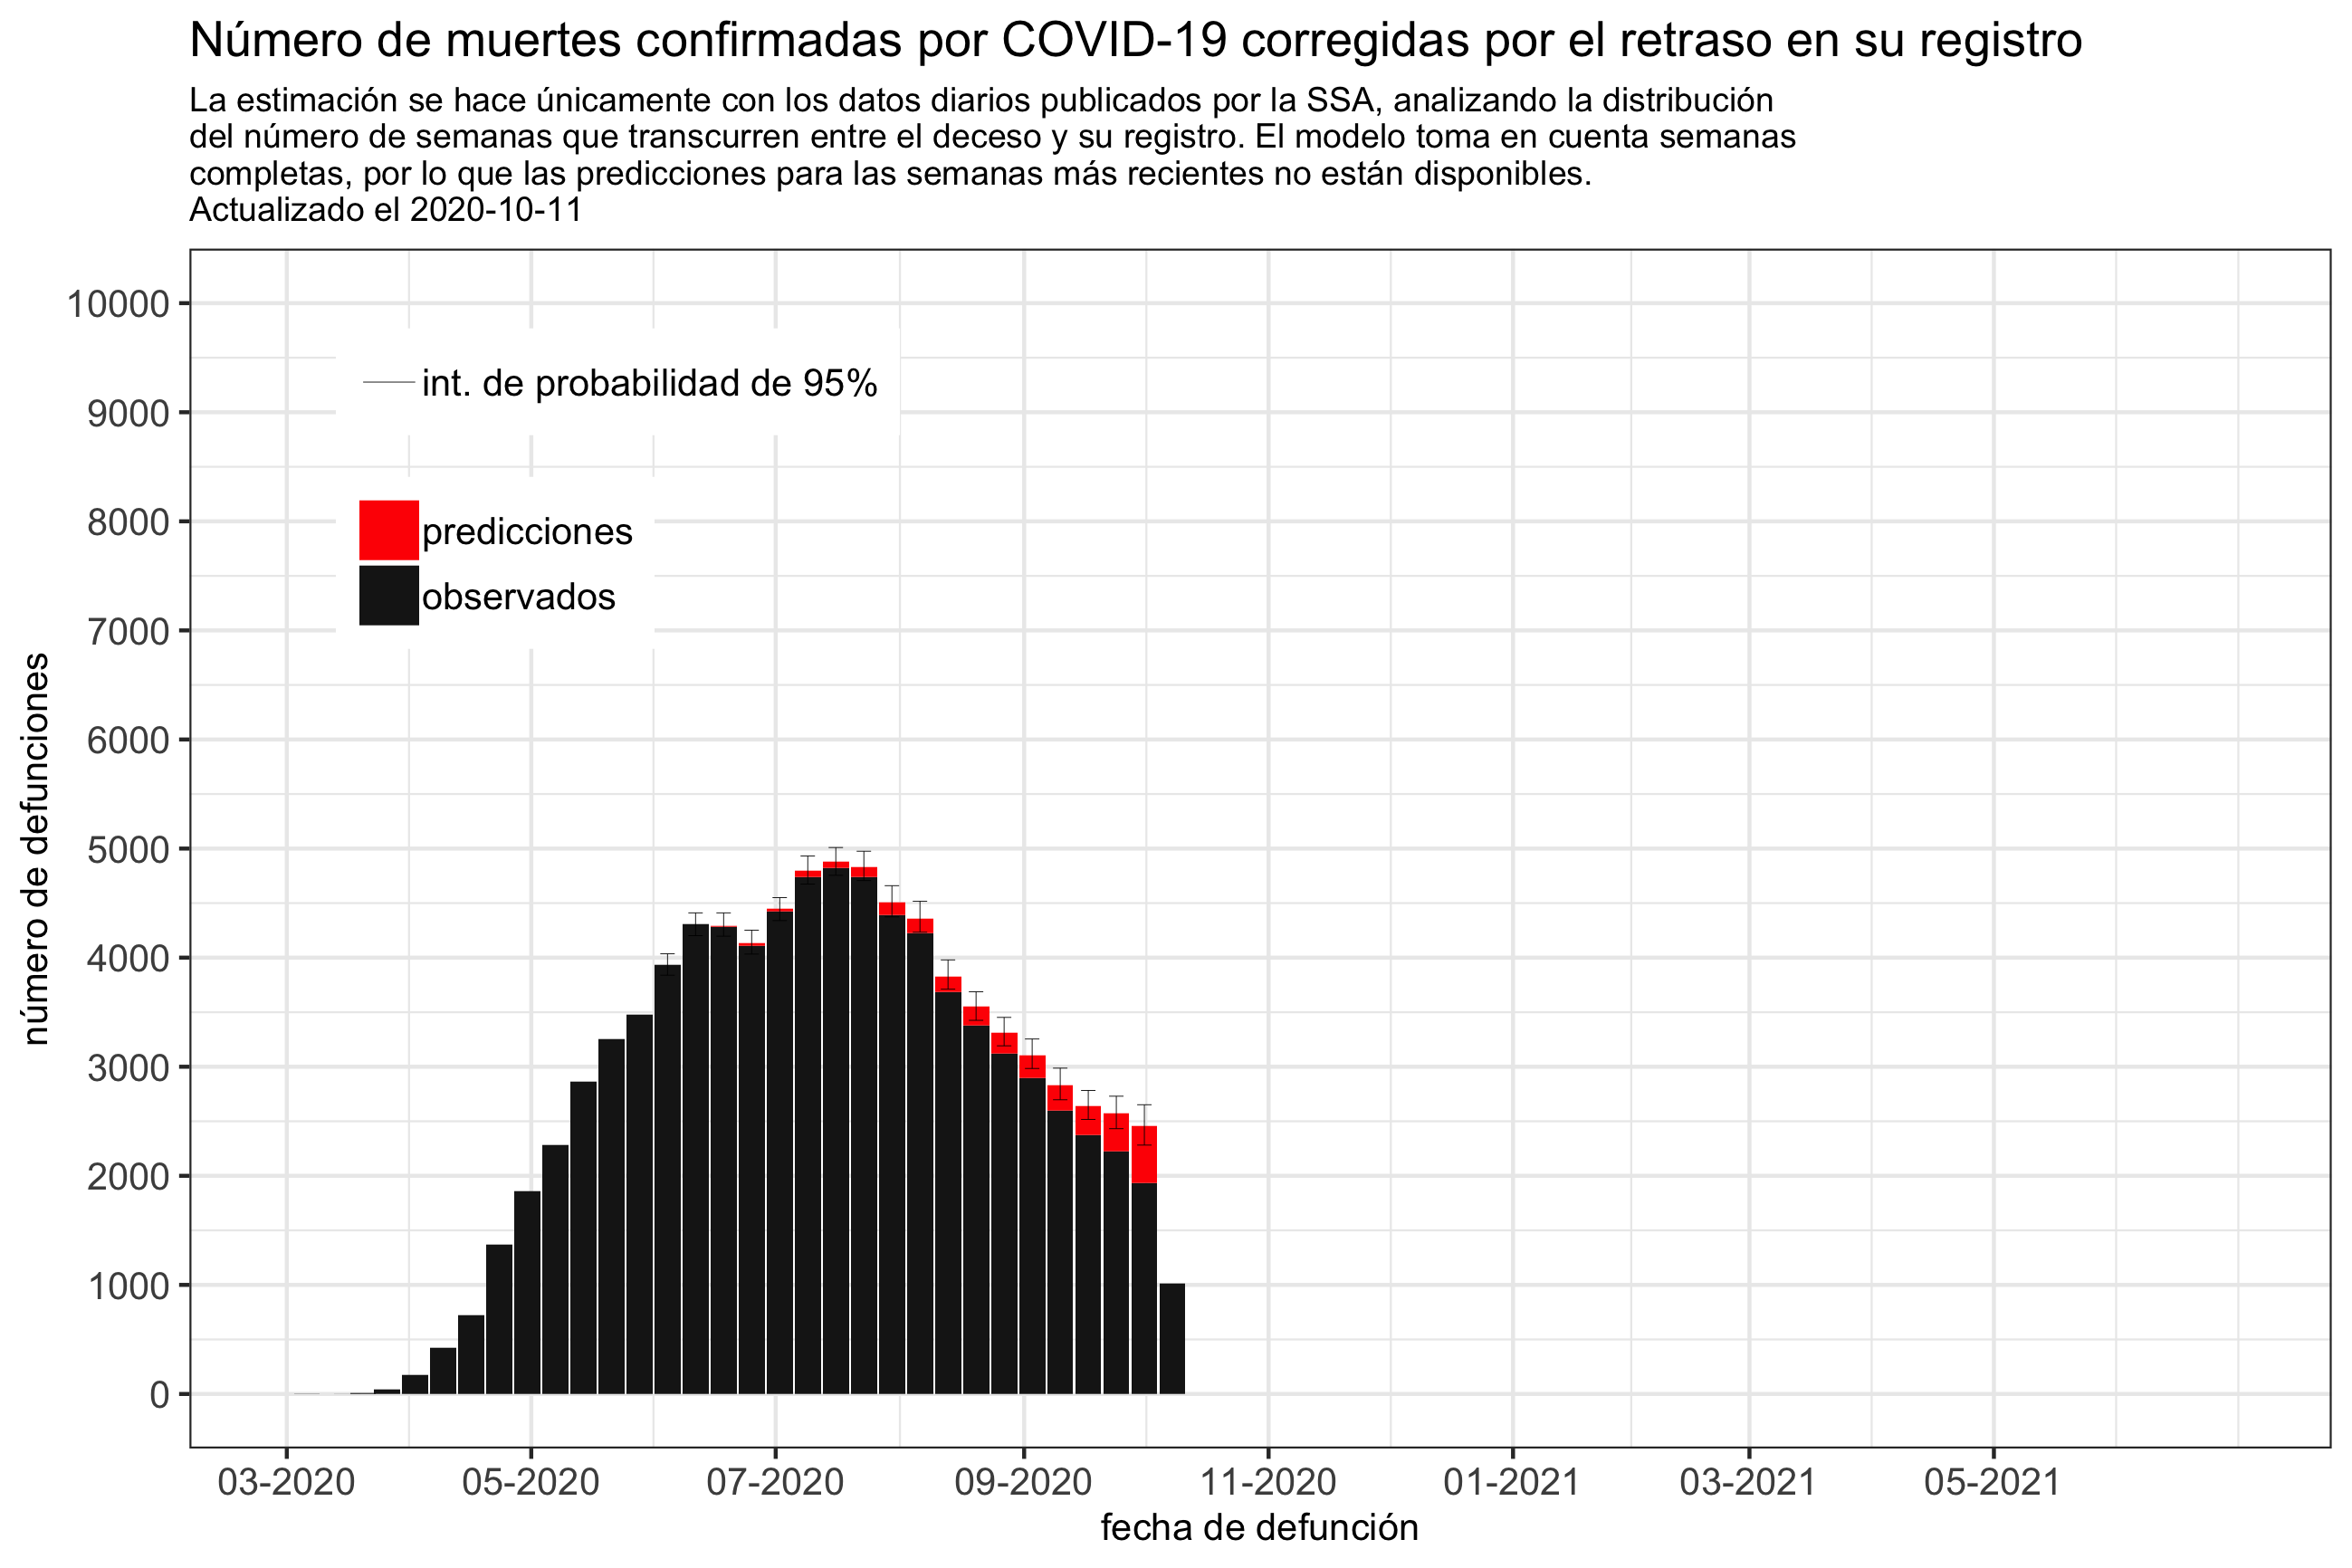 Número de muertes confirmadas por COVID-19 corregidas por el retraso en su registro
La estimación se hace únicamente con los datos diarios publicados por la SSA, analizando la distribución
del número de semanas que transcurren entre el deceso y su registro. El modelo toma en cuenta semanas
completas, por lo que las predicciones para las semanas más recientes no están disponibles.
Actualizado el 2020-10-11
10000
9000
8000
7000
6000
5000
4000
3000
2000
1000
0
número de defunciones
int. de probabilidad de 95%
predicciones
observados
03-2020 05-2020 07-2020 09-2020 11-2020 01-2021 03-2021 05-2021
fecha de defunción